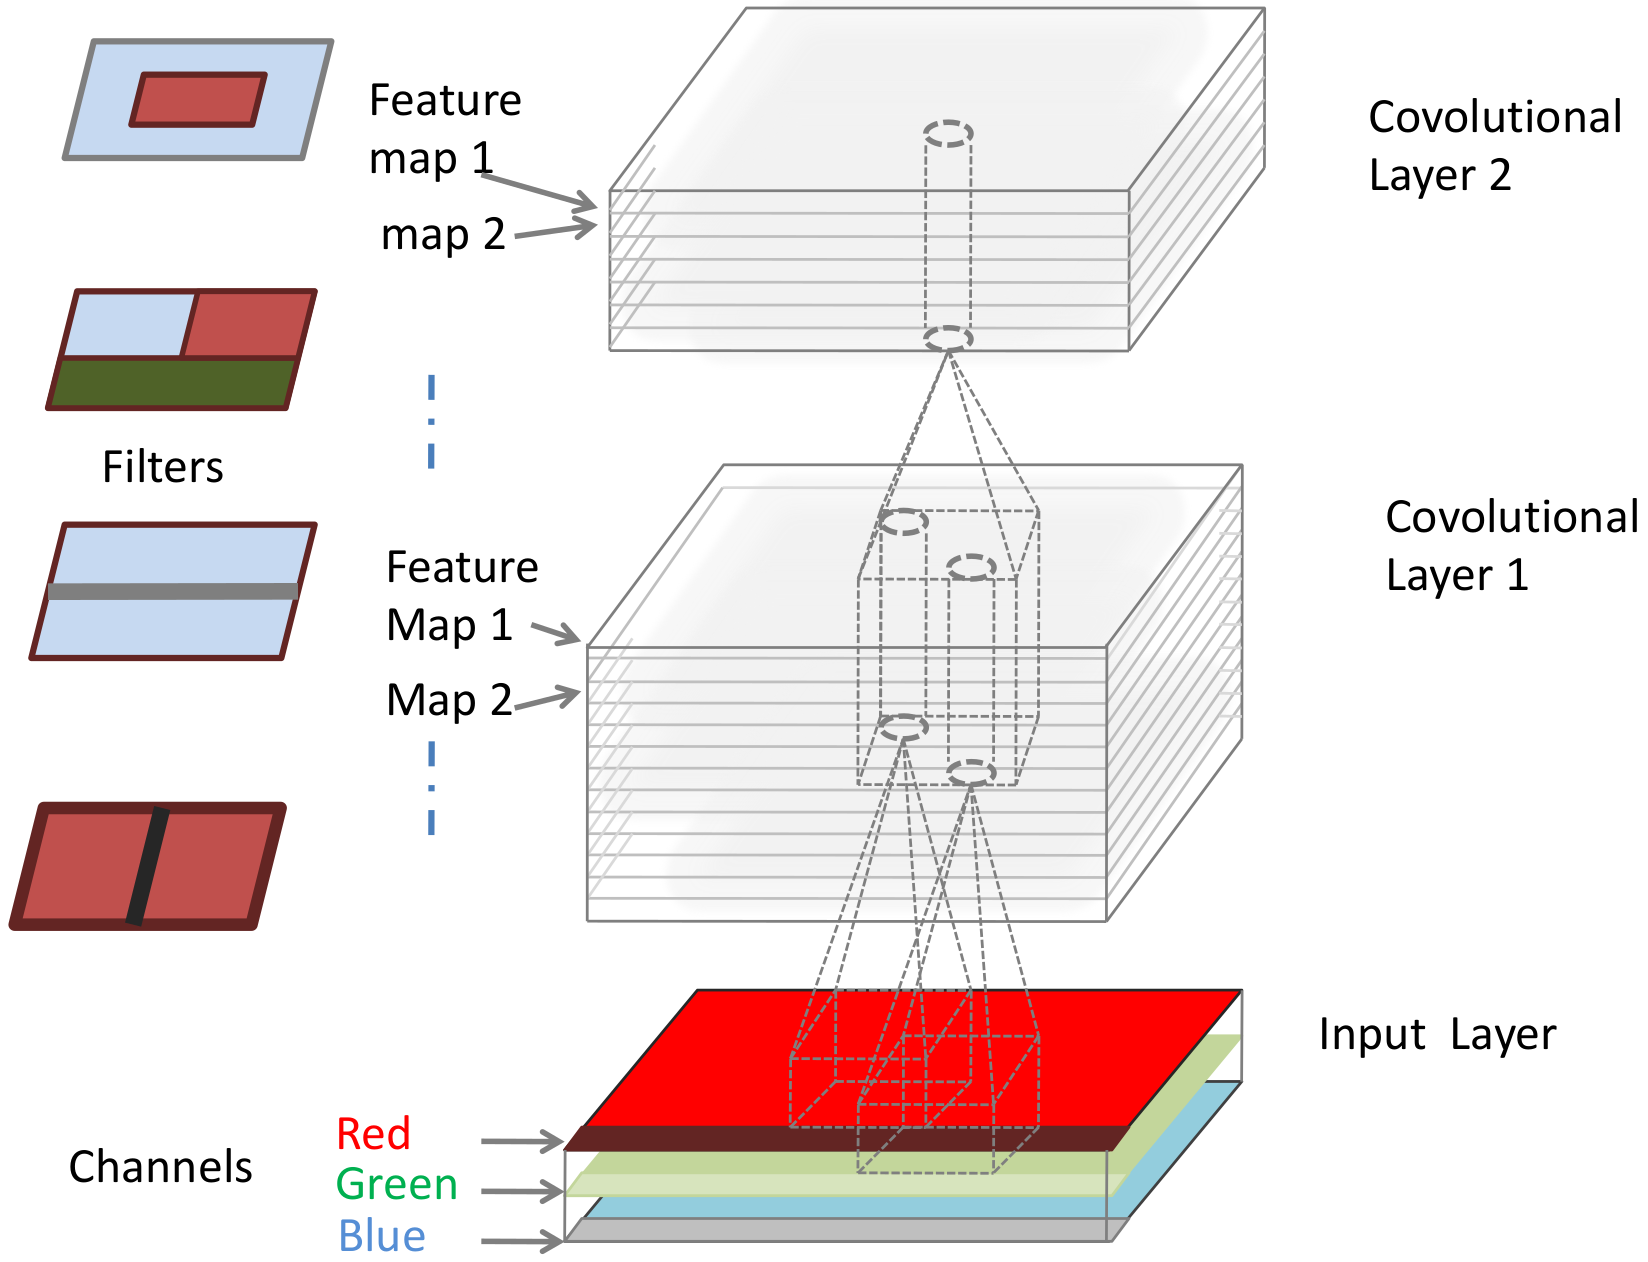 Feature
map 1
map 2
Covolutional
Layer 2
Filters
Feature
Map 1
Map 2
Covolutional
Layer 1
Input Layer
Channels
Red
Green
Blue